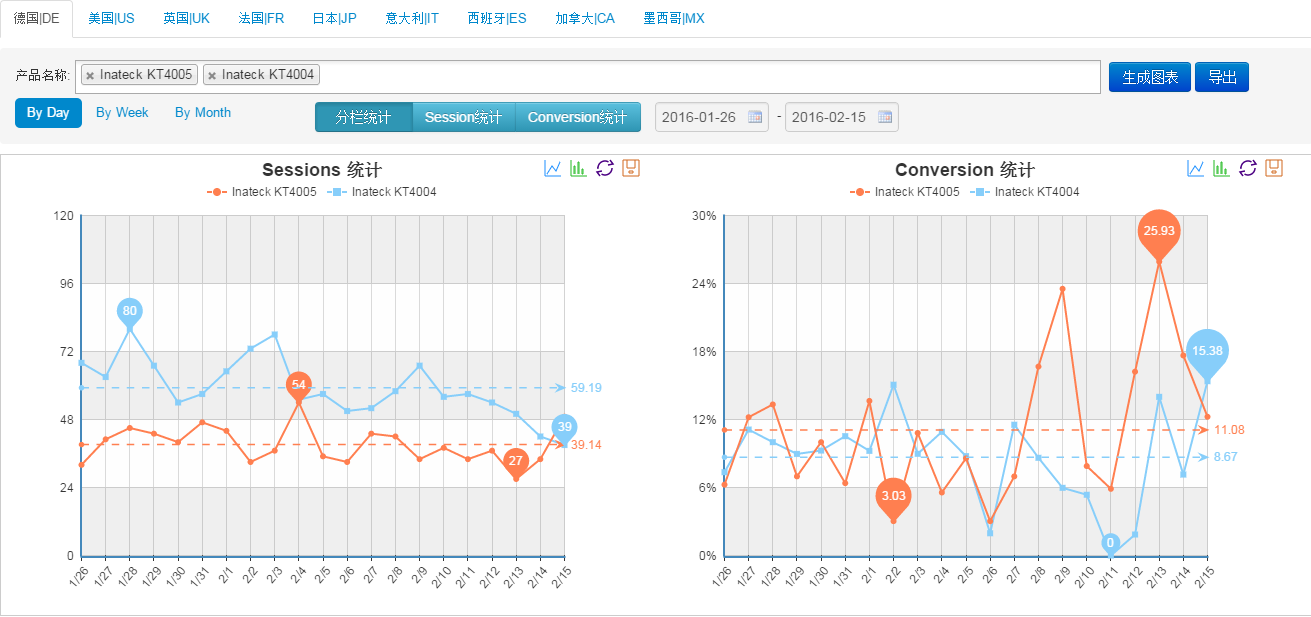 德国|DE 美国|US 英国|UK 法国|FR 日本|JP 意大利|IT 西班牙|ES 加拿大|CA 墨西哥|MX
产品名称: × Inateck KT4005 × Inateck KT4004 生成图表 导出
By Day By Week By Month 分栏统计 Session统计 Conversion统计 2016-01-26 - 2016-02-15
Sessions 统计
Inateck KT4005 Inateck KT4004
120
96
80
72
54
59.19
48
39
39.14
27
24
0
1/26 1/27 1/28 1/29 1/30 1/31 2/1 2/2 2/3 2/4 2/5 2/6 2/7 2/8 2/9 2/10 2/11 2/12 2/13 2/14 2/15
Conversion 统计
Inateck KT4005 Inateck KT4004
30%
25.93
24%
18%
15.38
12%
11.08
8.67
6%
3.03
0
0%
1/26 1/27 1/28 1/29 1/30 1/31 2/1 2/2 2/3 2/4 2/5 2/6 2/7 2/8 2/9 2/10 2/11 2/12 2/13 2/14 2/15